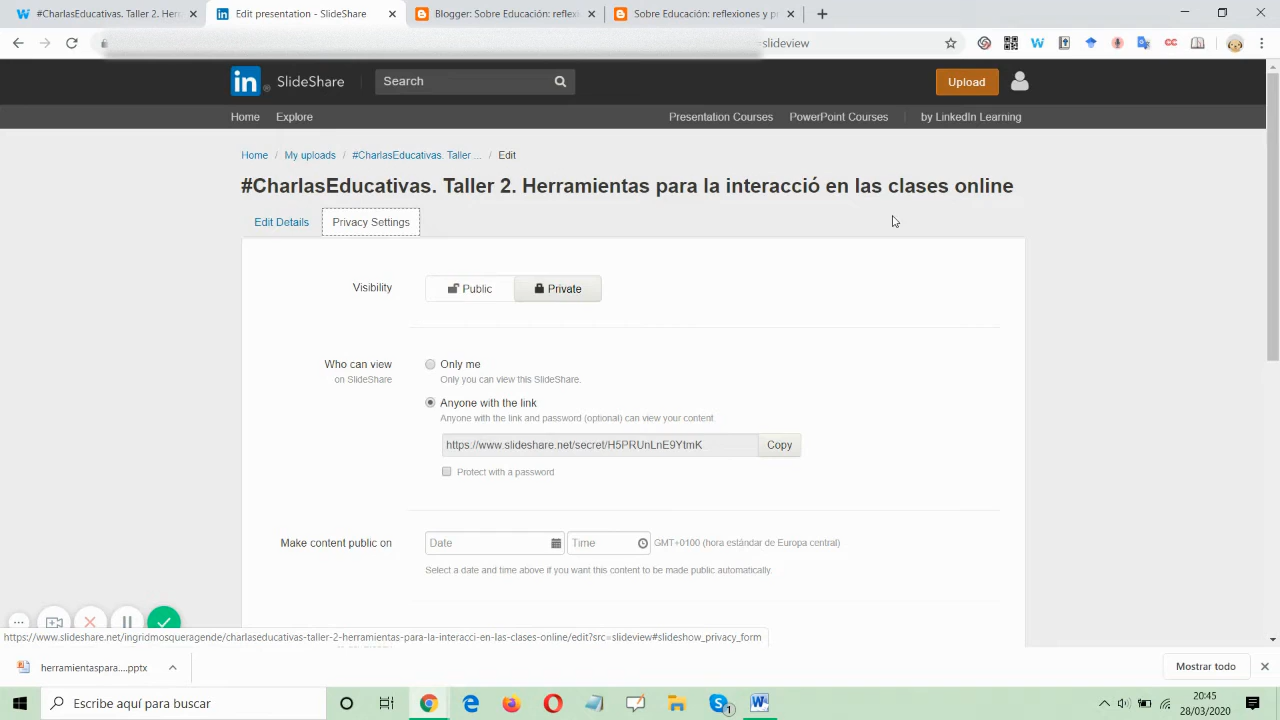 #CharlasEducativas. Taller 2. Her
Edit presentation - SlideShare
Blogger: Sobre Educación: reflex
Sobre Educación: reflexiones y p
=slideview
in SlideShare
Search
Upload
Home
Explore
Presentation Courses
PowerPoint Courses
by LinkedIn Learning
Home / My uploads / #CharlasEducativas. Taller ... / Edit
#CharlasEducativas. Taller 2. Herramientas para la interacció en las clases online
Edit Details
Privacy Settings
Visibility
Public
Private
Who can view
on SlideShare
Only me
Only you can view this SlideShare.
Anyone with the link
Anyone with the link and password (optional) can view your content.
https://www.slideshare.net/secret/H5PRUnLnE9YtmK
Copy
Protect with a password
Make content public on
Date
Time
GMT+0100 (hora estándar de Europa central)
Select a date and time above if you want this content to be made public automatically.
https://www.slideshare.net/ingridmosqueragende/charlaseducativas-taller-2-herramientas-para-la-interacci-en-las-clases-online/edit?src=slideview#slideshow_privacy_form
herramientaspara....pptx
Mostrar todo
Escribe aquí para buscar
1
20:45
28/03/2020